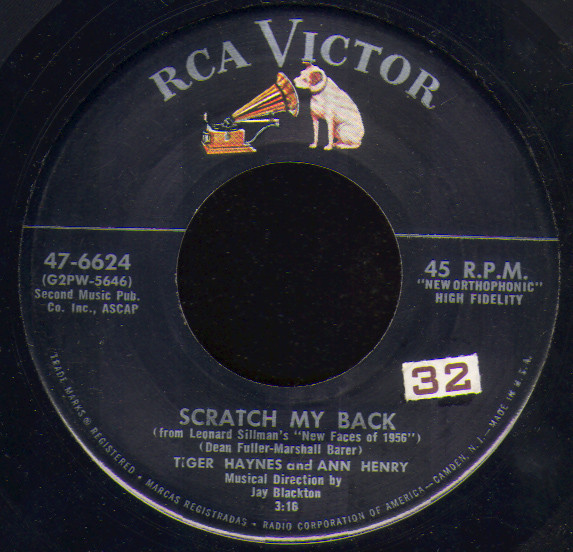 RCA VICTOR
47-6624
(G2PW-5646)
Second Music Pub.
Co. Inc., ASCAP
45 R.P.M.
"NEW ORTHOPHONIC"
HIGH FIDELITY
32
SCRATCH MY BACK
(from Leonard Sillman's "New Faces of 1956")
(Dean Fuller-Marshall Barer)
TIGER HAYNES and ANN HENRY
Musical Direction by
Jay Blackton
3:16
TRADE MARKS ® REGISTERED • MARCAS REGISTRADAS • RADIO CORPORATION OF AMERICA—CAMDEN, N.J.—MADE IN U.S.A.